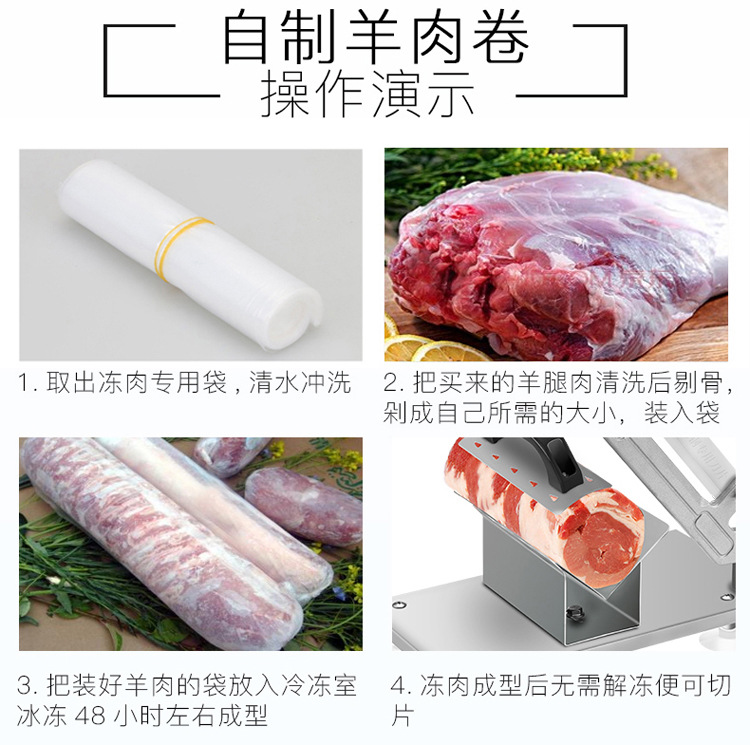 自制羊肉卷
操作演示
1. 取出冻肉专用袋 , 清水冲洗
2. 把买来的羊腿肉清洗后剔骨,
剁成自己所需的大小, 装入袋
3. 把装好羊肉的袋放入冷冻室
冰冻 48 小时左右成型
4. 冻肉成型后无需解冻便可切
片